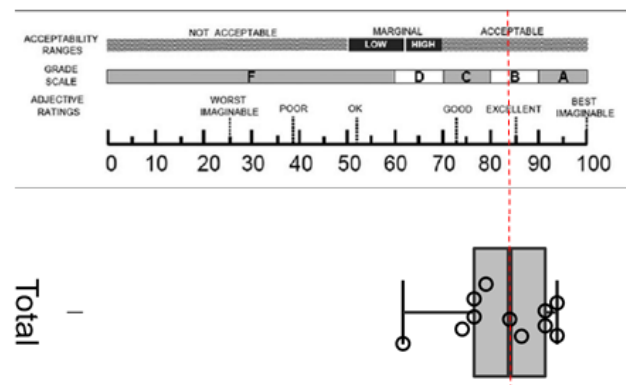 NOT ACCEPTABLE MARGINAL ACCEPTABLE
ACCEPTABILITY RANGES LOW HIGH
GRADE SCALE F D C B A
ADJECTIVE RATINGS WORST IMAGINABLE POOR OK GOOD EXCELLENT BEST IMAGINABLE
0 10 20 30 40 50 60 70 80 90 100
Total